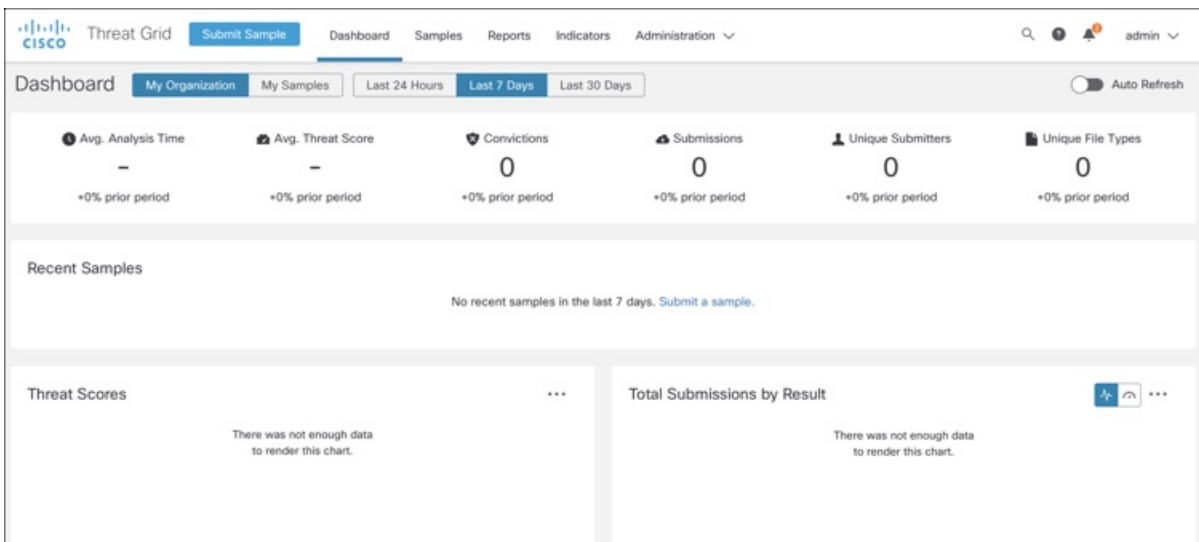 CISCO Threat Grid Submit Sample Dashboard Samples Reports Indicators Administration admin
Dashboard My Organization My Samples Last 24 Hours Last 7 Days Last 30 Days Auto Refresh
Avg. Analysis Time Avg. Threat Score Convictions Submissions Unique Submitters Unique File Types
- - 0 0 0 0
+0% prior period +0% prior period +0% prior period +0% prior period +0% prior period +0% prior period
Recent Samples
No recent samples in the last 7 days. Submit a sample.
Threat Scores
There was not enough data
to render this chart.
Total Submissions by Result
There was not enough data
to render this chart.